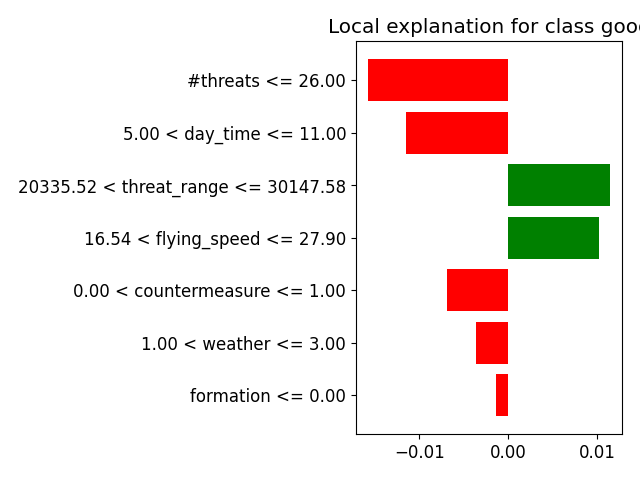 Local explanation for class goo
#threats <= 26.00
5.00 < day_time <= 11.00
20335.52 < threat_range <= 30147.58
16.54 < flying_speed <= 27.90
0.00 < countermeasure <= 1.00
1.00 < weather <= 3.00
formation <= 0.00
−0.01 0.00 0.01